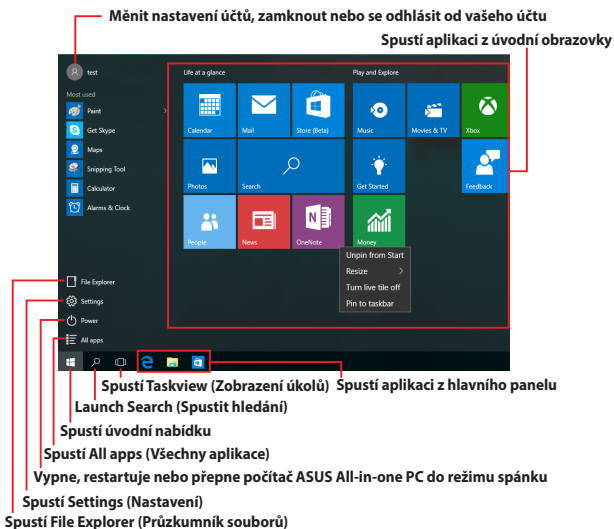 Měnit nastavení účtů, zamknout nebo se odhlásit od vašeho účtu
Spustí aplikaci z úvodní obrazovky
test
Life at a glance
Play and Explore
Most used
Paint
Get Skype
Maps
Snipping Tool
Calculator
Alarms & Clock
Calendar
Mail
Store (Beta)
Music
Movies & TV
Xbox
Photos
Search
Get Started
Feedback
People
News
OneNote
Money
Unpin from Start
Resize
Turn live tile off
Pin to taskbar
File Explorer
Settings
Power
All apps
Spustí Taskview (Zobrazení úkolů)
Spustí aplikaci z hlavního panelu
Launch Search (Spustit hledání)
Spustí úvodní nabídku
Spustí All apps (Všechny aplikace)
Vypne, restartuje nebo přepne počítač ASUS All-in-one PC do režimu spánku
Spustí Settings (Nastavení)
Spustí File Explorer (Průzkumník souborů)